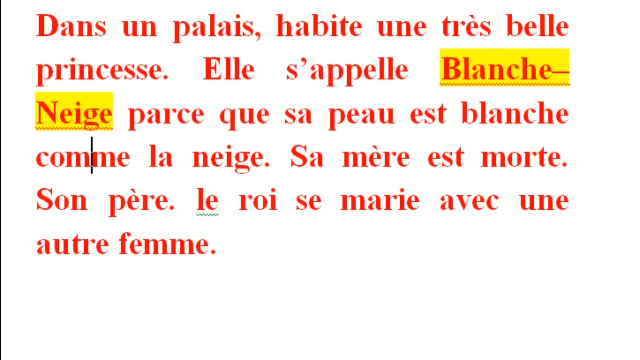 Dans un palais, habite une très belle
princesse. Elle s’appelle Blanche–
Neige parce que sa peau est blanche
comme la neige. Sa mère est morte.
Son père. le roi se marie avec une
autre femme.